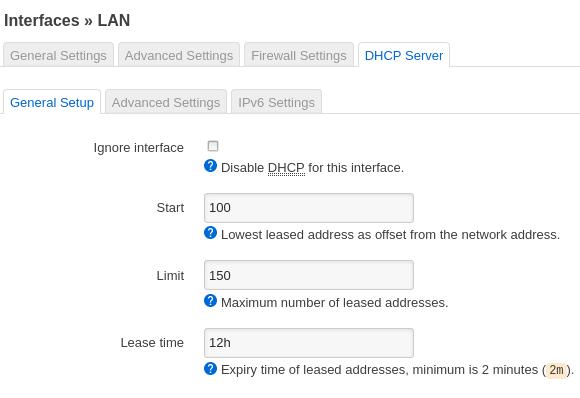 Interfaces » LAN
General Settings Advanced Settings Firewall Settings DHCP Server
General Setup Advanced Settings IPv6 Settings
Ignore interface
? Disable DHCP for this interface.
Start 100
? Lowest leased address as offset from the network address.
Limit 150
? Maximum number of leased addresses.
Lease time 12h
? Expiry time of leased addresses, minimum is 2 minutes (2m).